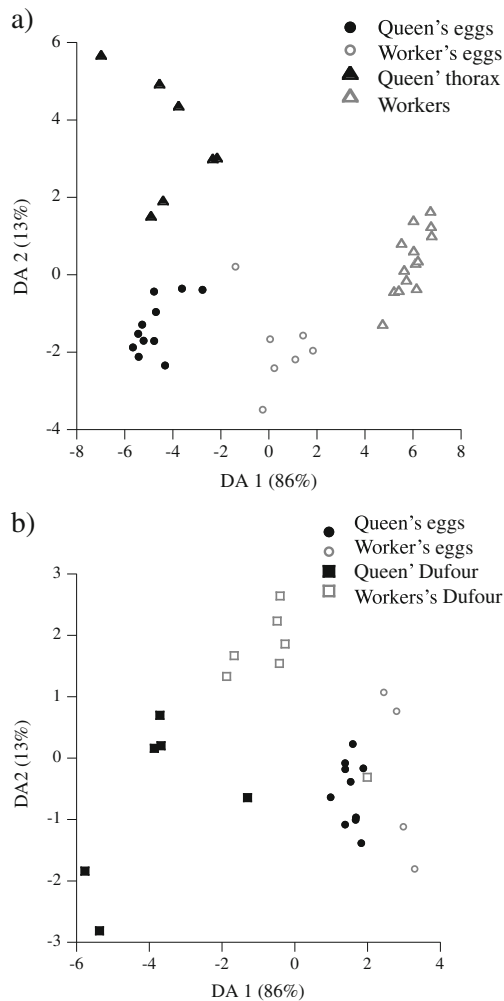 a)
Queen's eggs
Worker's eggs
Queen' thorax
Workers
6
4
2
0
-2
-4
DA 2 (13%)
-8 -6 -4 -2 0 2 4 6 8
DA 1 (86%)
b)
Queen's eggs
Worker's eggs
Queen' Dufour
Workers's Dufour
3
2
1
0
-1
-2
-3
DA2 (13%)
-6 -4 -2 0 2 4
DA 1 (86%)